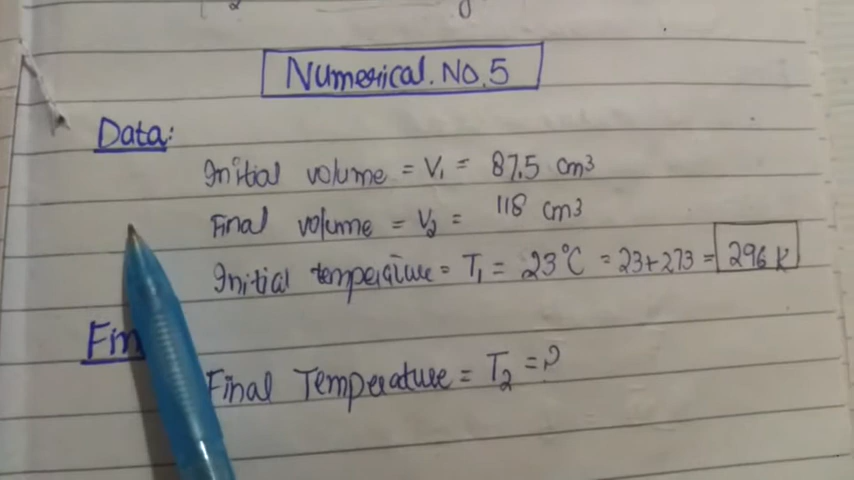 Numerical. No. 5
Data:
Initial volume = V₁ = 87.5 cm³
Final volume = V₂ = 118 cm³
Initial temperature = T₁ = 23°C = 23+273 = 296 K
Final Temperature = T₂ = ?